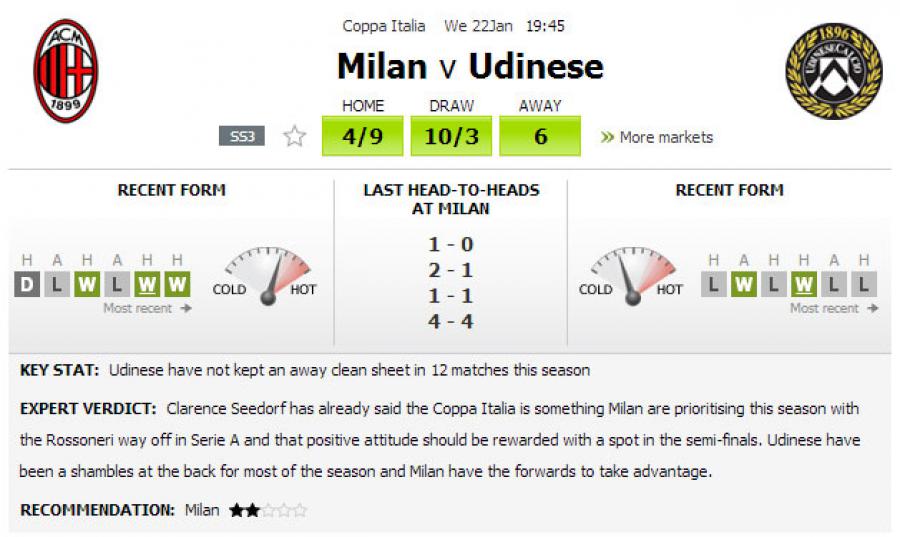 Coppa Italia We 22Jan 19:45
ACM
1899
Milan v Udinese
1896
UDINESE CALCIO
HOME DRAW AWAY
SS3 4/9 10/3 6 More markets
RECENT FORM
H A H A H H
D L W L W W
COLD HOT
Most recent
LAST HEAD-TO-HEADS
AT MILAN
1 - 0
2 - 1
1 - 1
4 - 4
RECENT FORM
COLD HOT
H A H H A H
L W L W L L
Most recent
KEY STAT: Udinese have not kept an away clean sheet in 12 matches this season
EXPERT VERDICT: Clarence Seedorf has already said the Coppa Italia is something Milan are prioritising this season with
the Rossoneri way off in Serie A and that positive attitude should be rewarded with a spot in the semi-finals. Udinese have
been a shambles at the back for most of the season and Milan have the forwards to take advantage.
RECOMMENDATION: Milan